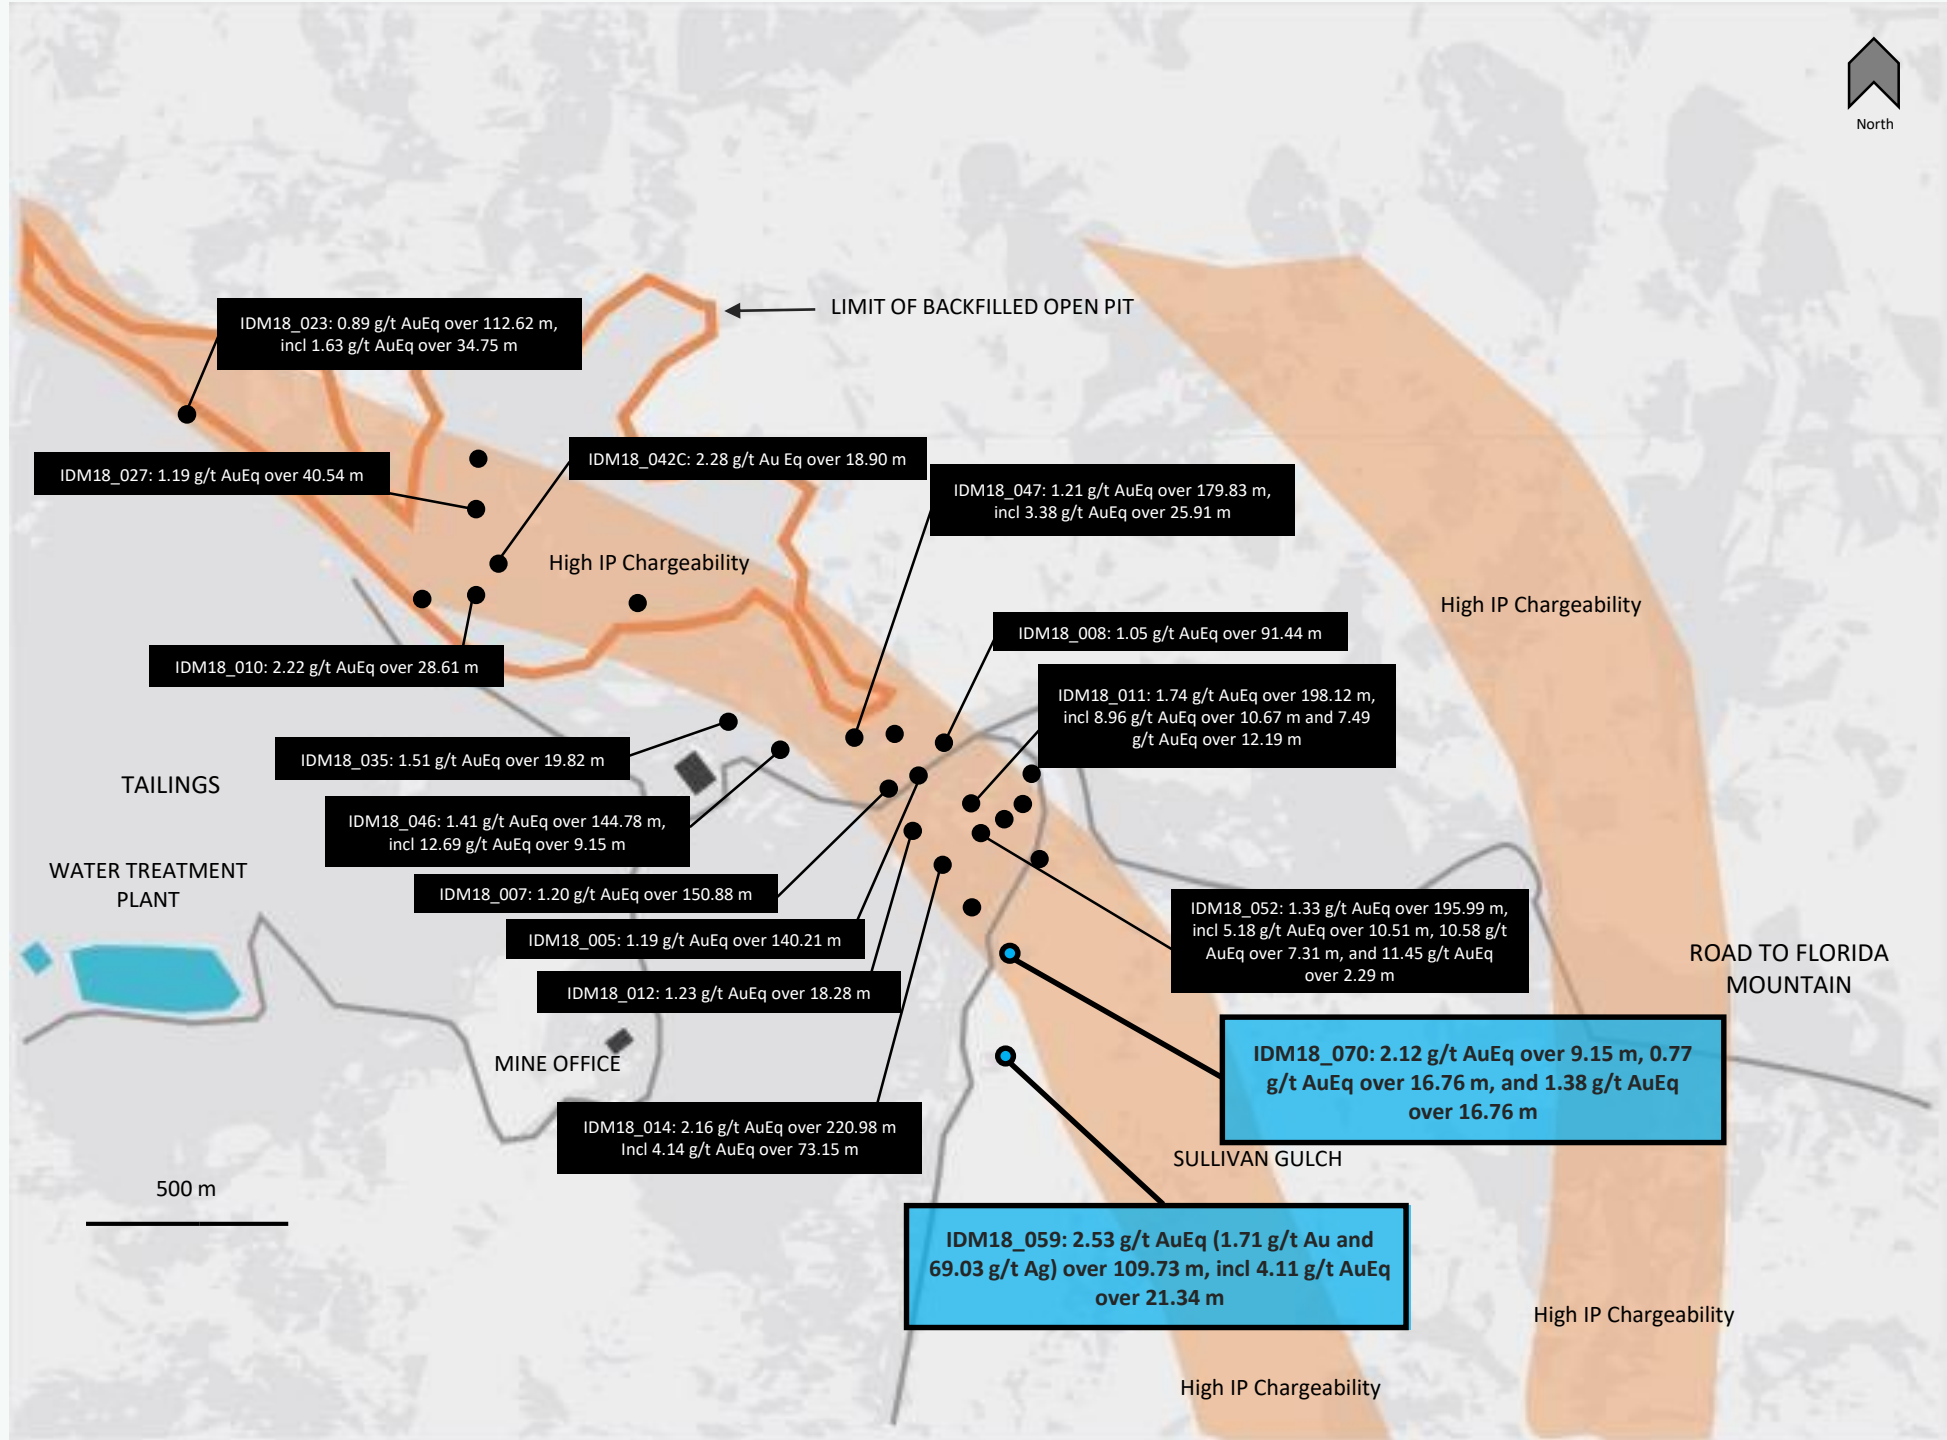 North
LIMIT OF BACKFILLED OPEN PIT
IDM18_023: 0.89 g/t AuEq over 112.62 m,
incl 1.63 g/t AuEq over 34.75 m
IDM18_027: 1.19 g/t AuEq over 40.54 m
IDM18_042C: 2.28 g/t Au Eq over 18.90 m
IDM18_047: 1.21 g/t AuEq over 179.83 m,
incl 3.38 g/t AuEq over 25.91 m
High IP Chargeability
High IP Chargeability
IDM18_008: 1.05 g/t AuEq over 91.44 m
IDM18_010: 2.22 g/t AuEq over 28.61 m
IDM18_011: 1.74 g/t AuEq over 198.12 m,
incl 8.96 g/t AuEq over 10.67 m and 7.49
g/t AuEq over 12.19 m
IDM18_035: 1.51 g/t AuEq over 19.82 m
TAILINGS
IDM18_046: 1.41 g/t AuEq over 144.78 m,
incl 12.69 g/t AuEq over 9.15 m
WATER TREATMENT
PLANT
IDM18_007: 1.20 g/t AuEq over 150.88 m
IDM18_005: 1.19 g/t AuEq over 140.21 m
IDM18_052: 1.33 g/t AuEq over 195.99 m,
incl 5.18 g/t AuEq over 10.51 m, 10.58 g/t
AuEq over 7.31 m, and 11.45 g/t AuEq
over 2.29 m
ROAD TO FLORIDA
MOUNTAIN
IDM18_012: 1.23 g/t AuEq over 18.28 m
MINE OFFICE
IDM18_070: 2.12 g/t AuEq over 9.15 m, 0.77
g/t AuEq over 16.76 m, and 1.38 g/t AuEq
over 16.76 m
IDM18_014: 2.16 g/t AuEq over 220.98 m
Incl 4.14 g/t AuEq over 73.15 m
SULLIVAN GULCH
500 m
IDM18_059: 2.53 g/t AuEq (1.71 g/t Au and
69.03 g/t Ag) over 109.73 m, incl 4.11 g/t AuEq
over 21.34 m
High IP Chargeability
High IP Chargeability